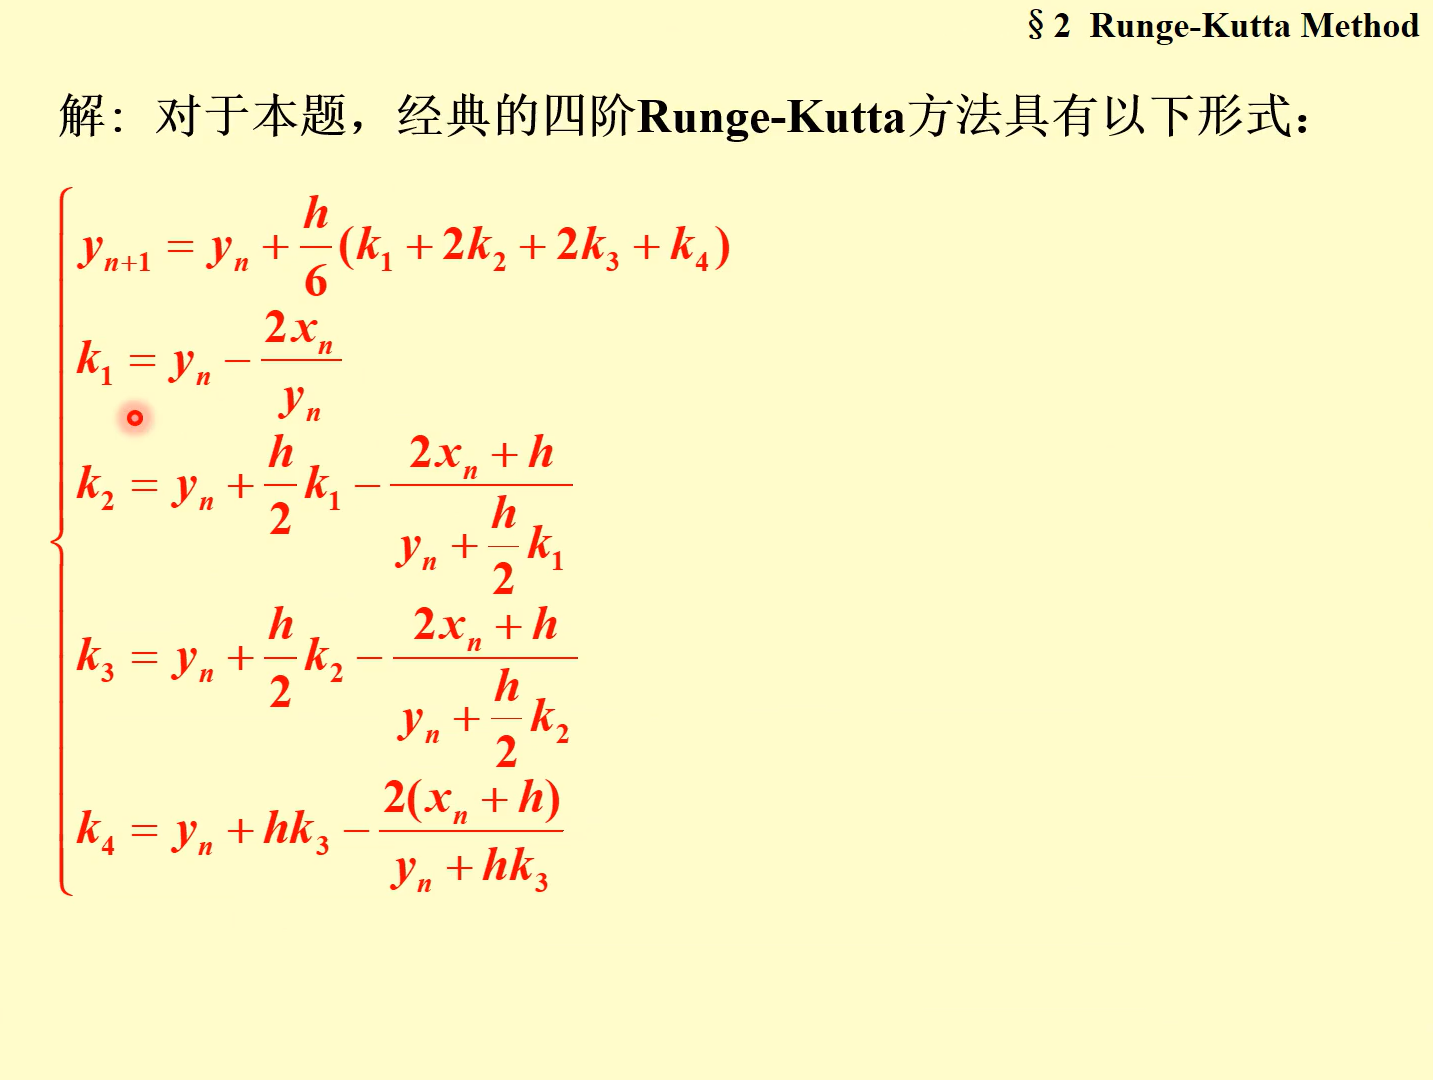 §2 Runge-Kutta Method
解：对于本题，经典的四阶Runge-Kutta方法具有以下形式：
y_{n+1} = y_n + \frac{h}{6}(k_1 + 2k_2 + 2k_3 + k_4)
k_1 = y_n - \frac{2x_n}{y_n}
k_2 = y_n + \frac{h}{2}k_1 - \frac{2x_n + h}{y_n + \frac{h}{2}k_1}
k_3 = y_n + \frac{h}{2}k_2 - \frac{2x_n + h}{y_n + \frac{h}{2}k_2}
k_4 = y_n + hk_3 - \frac{2(x_n + h)}{y_n + hk_3}